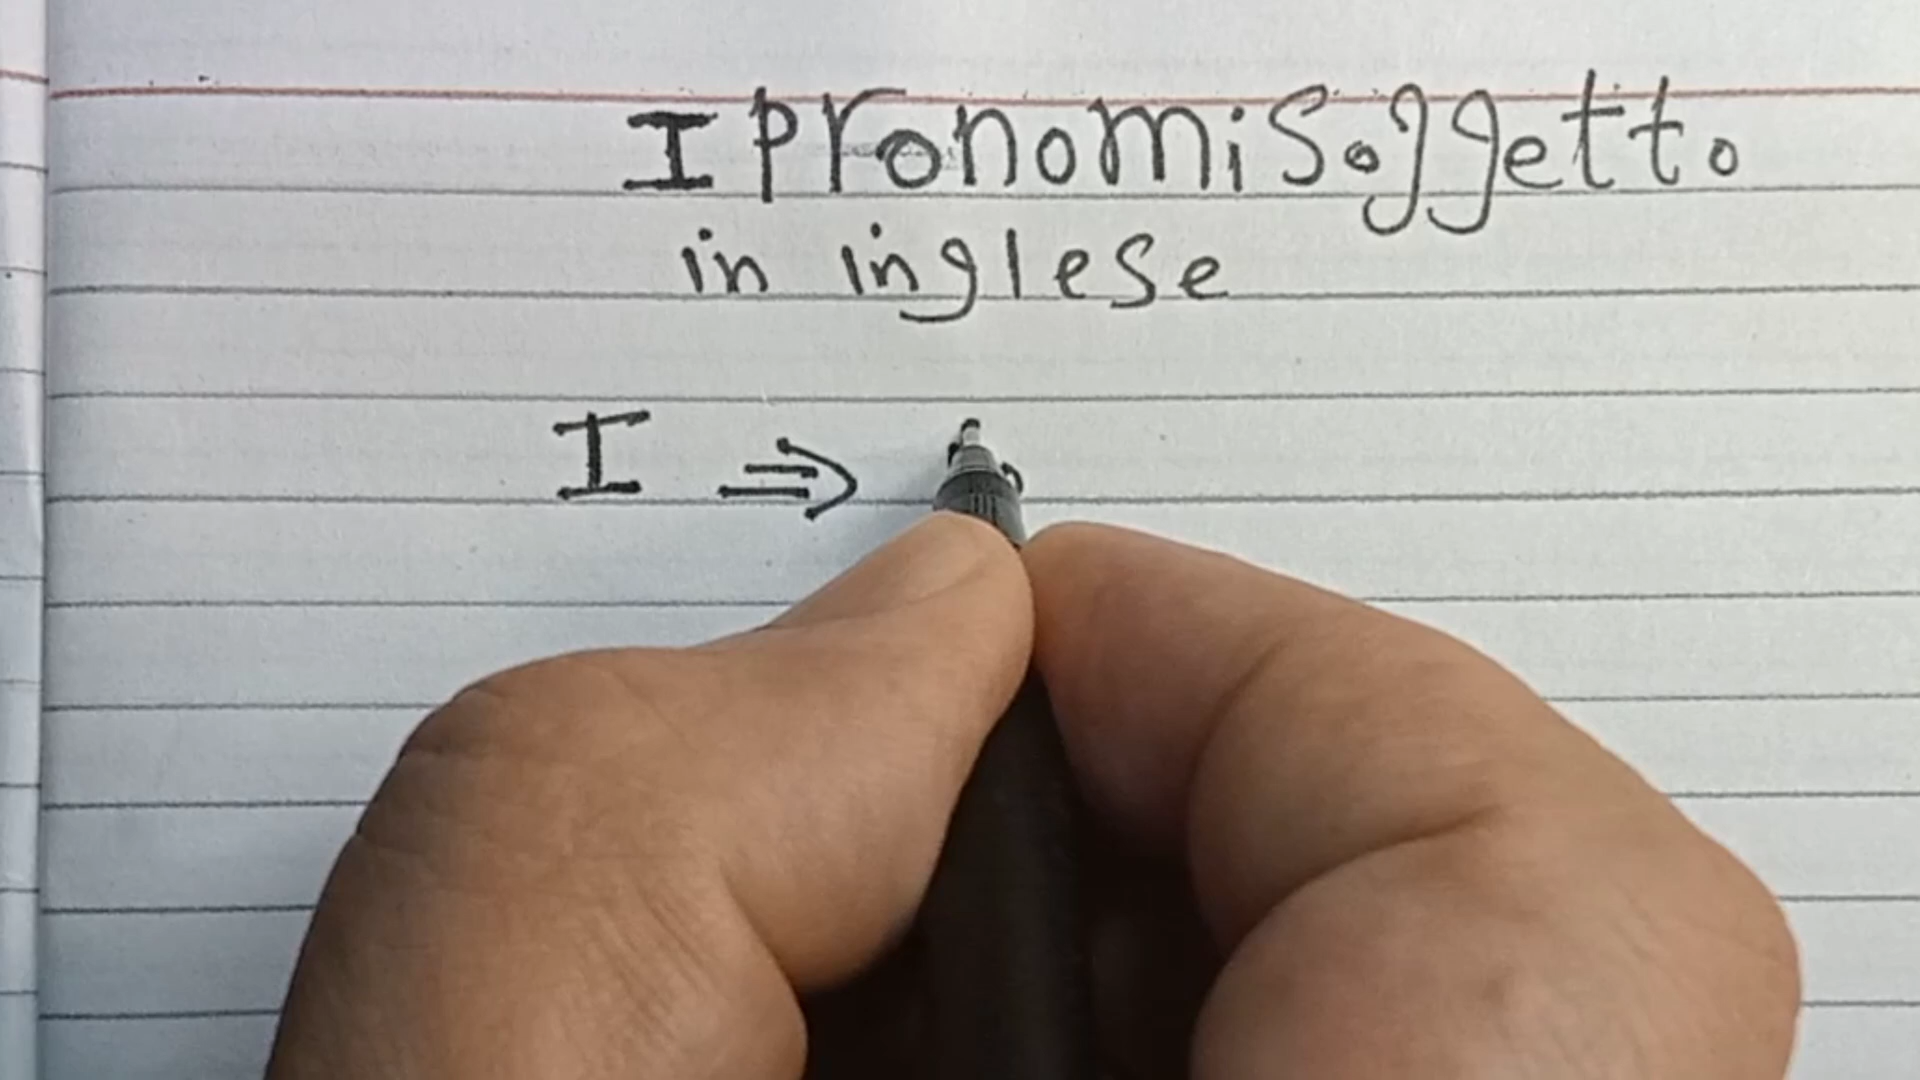 I pronomi soggetto
in inglese
I ⇒